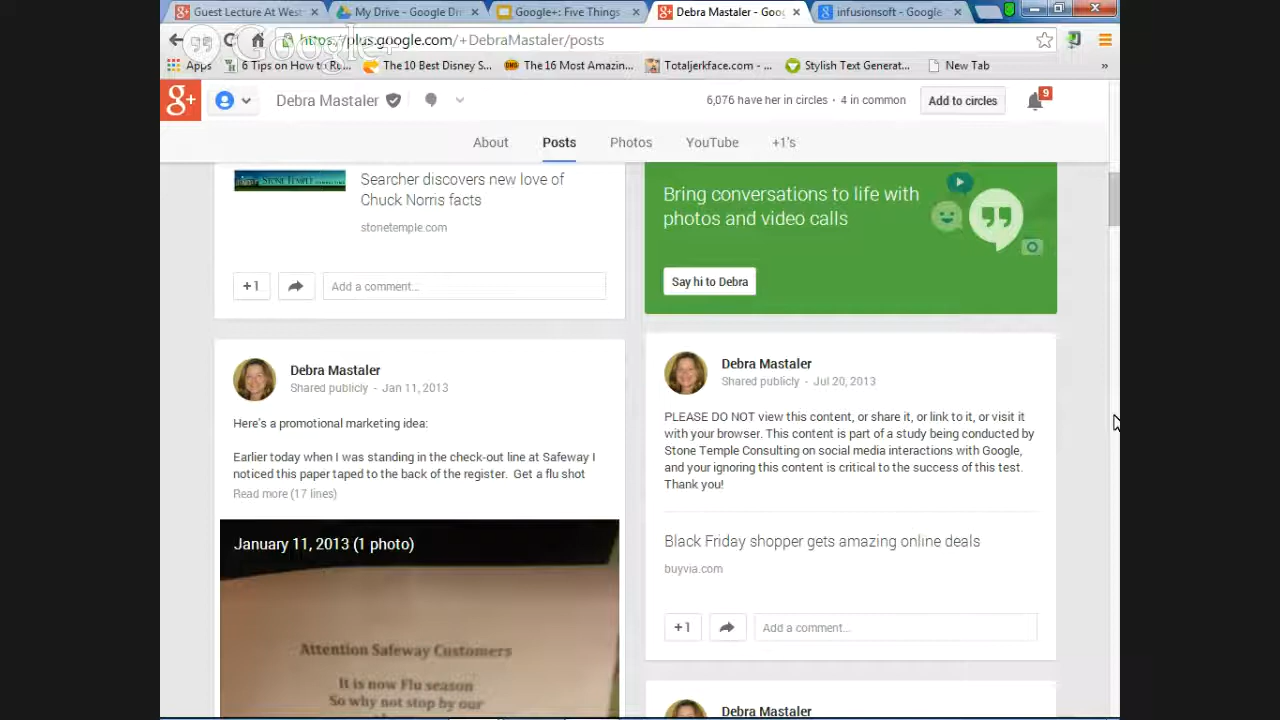 Guest Lecture At West
My Drive - Google Dr
Google+: Five Things
Debra Mastaler - Goo
infusionsoft - Google
https://plus.google.com/+DebraMastaler/posts
Google+
Apps
6 Tips on How to R
The 10 Best Disney S...
The 16 Most Amazin...
Totaljerkface.com - ...
Stylish Text Generat...
New Tab
»
g+
Debra Mastaler
6,076 have her in circles · 4 in common
Add to circles
9
About
Posts
Photos
YouTube
+1's
STONE TEMPLE
Searcher discovers new love of
Chuck Norris facts
stonetemple.com
+1
Add a comment...
Bring conversations to life with
photos and video calls
Say hi to Debra
Debra Mastaler
Shared publicly - Jan 11, 2013
Here's a promotional marketing idea:
Earlier today when I was standing in the check-out line at Safeway I
noticed this paper taped to the back of the register. Get a flu shot
Read more (17 lines)
January 11, 2013 (1 photo)
Attention Safeway Customers
It is now Flu season
So why not stop by our
Debra Mastaler
Shared publicly - Jul 20, 2013
PLEASE DO NOT view this content, or share it, or link to it, or visit it
with your browser. This content is part of a study being conducted by
Stone Temple Consulting on social media interactions with Google,
and your ignoring this content is critical to the success of this test.
Thank you!
Black Friday shopper gets amazing online deals
buyvia.com
+1
Add a comment...
Debra Mastaler